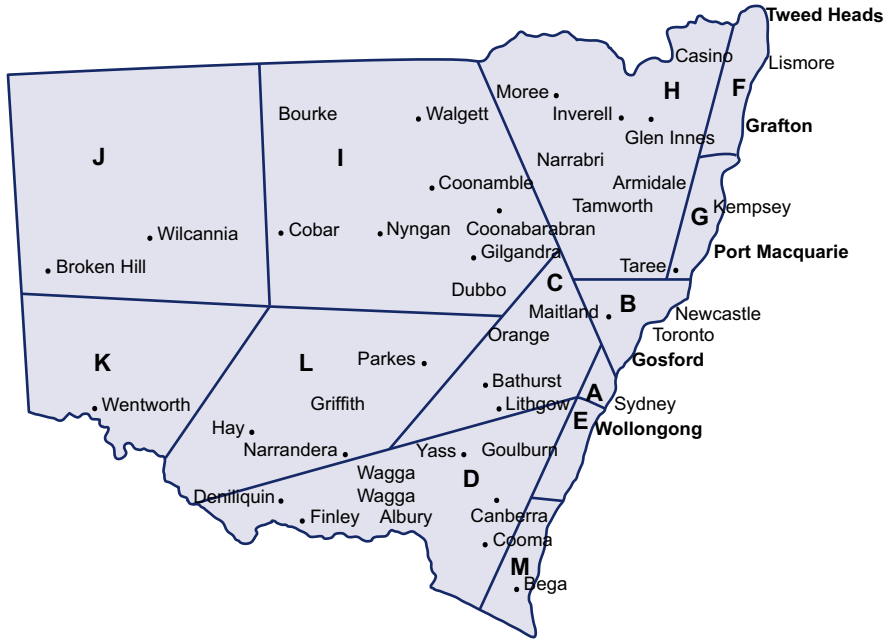 Tweed Heads
Casino
Lismore
Moree
H
F
Bourke
Walgett
Inverell
Grafton
Glen Innes
J
I
Narrabri
Coonamble
Armidale
Tamworth
G
Kempsey
Wilcannia
Cobar
Nyngan
Coonabarabran
Gilgandra
Port Macquarie
Broken Hill
Taree
Dubbo
C
B
Maitland
Newcastle
Orange
Toronto
K
L
Parkes
Gosford
Bathurst
A
Wentworth
Griffith
Lithgow
Sydney
E
Wollongong
Hay
Narrandera
Yass
Goulburn
Wagga
Wagga
D
Deniliquin
Finley
Albury
Canberra
Cooma
M
Bega